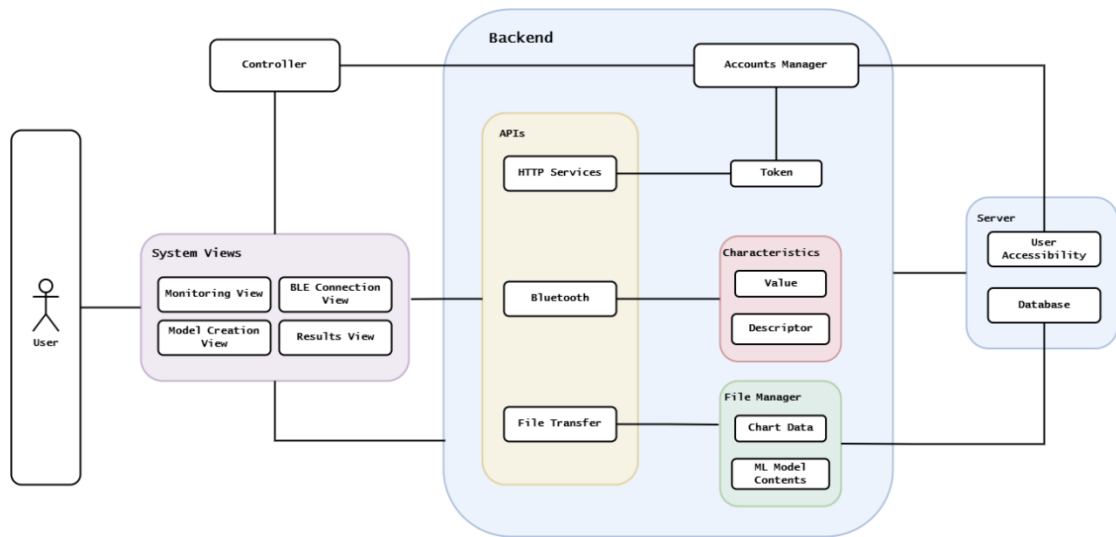 Backend
Controller
Accounts Manager
APIs
HTTP Services
Token
Server
User
Accessibility
Database
System Views
Monitoring View
BLE Connection
View
Model Creation
View
Results View
User
Bluetooth
Characteristics
Value
Descriptor
File Transfer
File Manager
Chart Data
ML Model
Contents